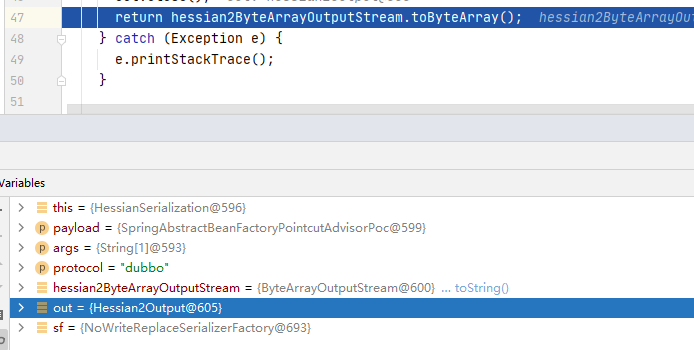 47 return hessian2ByteArrayOutputStream.toByteArray(); hessian2ByteArrayOu
48 } catch (Exception e) {
49 e.printStackTrace();
50 }
51
Variables
this = {HessianSerialization@596}
payload = {SpringAbstractBeanFactoryPointcutAdvisorPoc@599}
args = {String[1]@593}
protocol = "dubbo"
hessian2ByteArrayOutputStream = {ByteArrayOutputStream@600} ... toString()
out = {Hessian2Output@605}
sf = {NoWriteReplaceSerializerFactory@693}